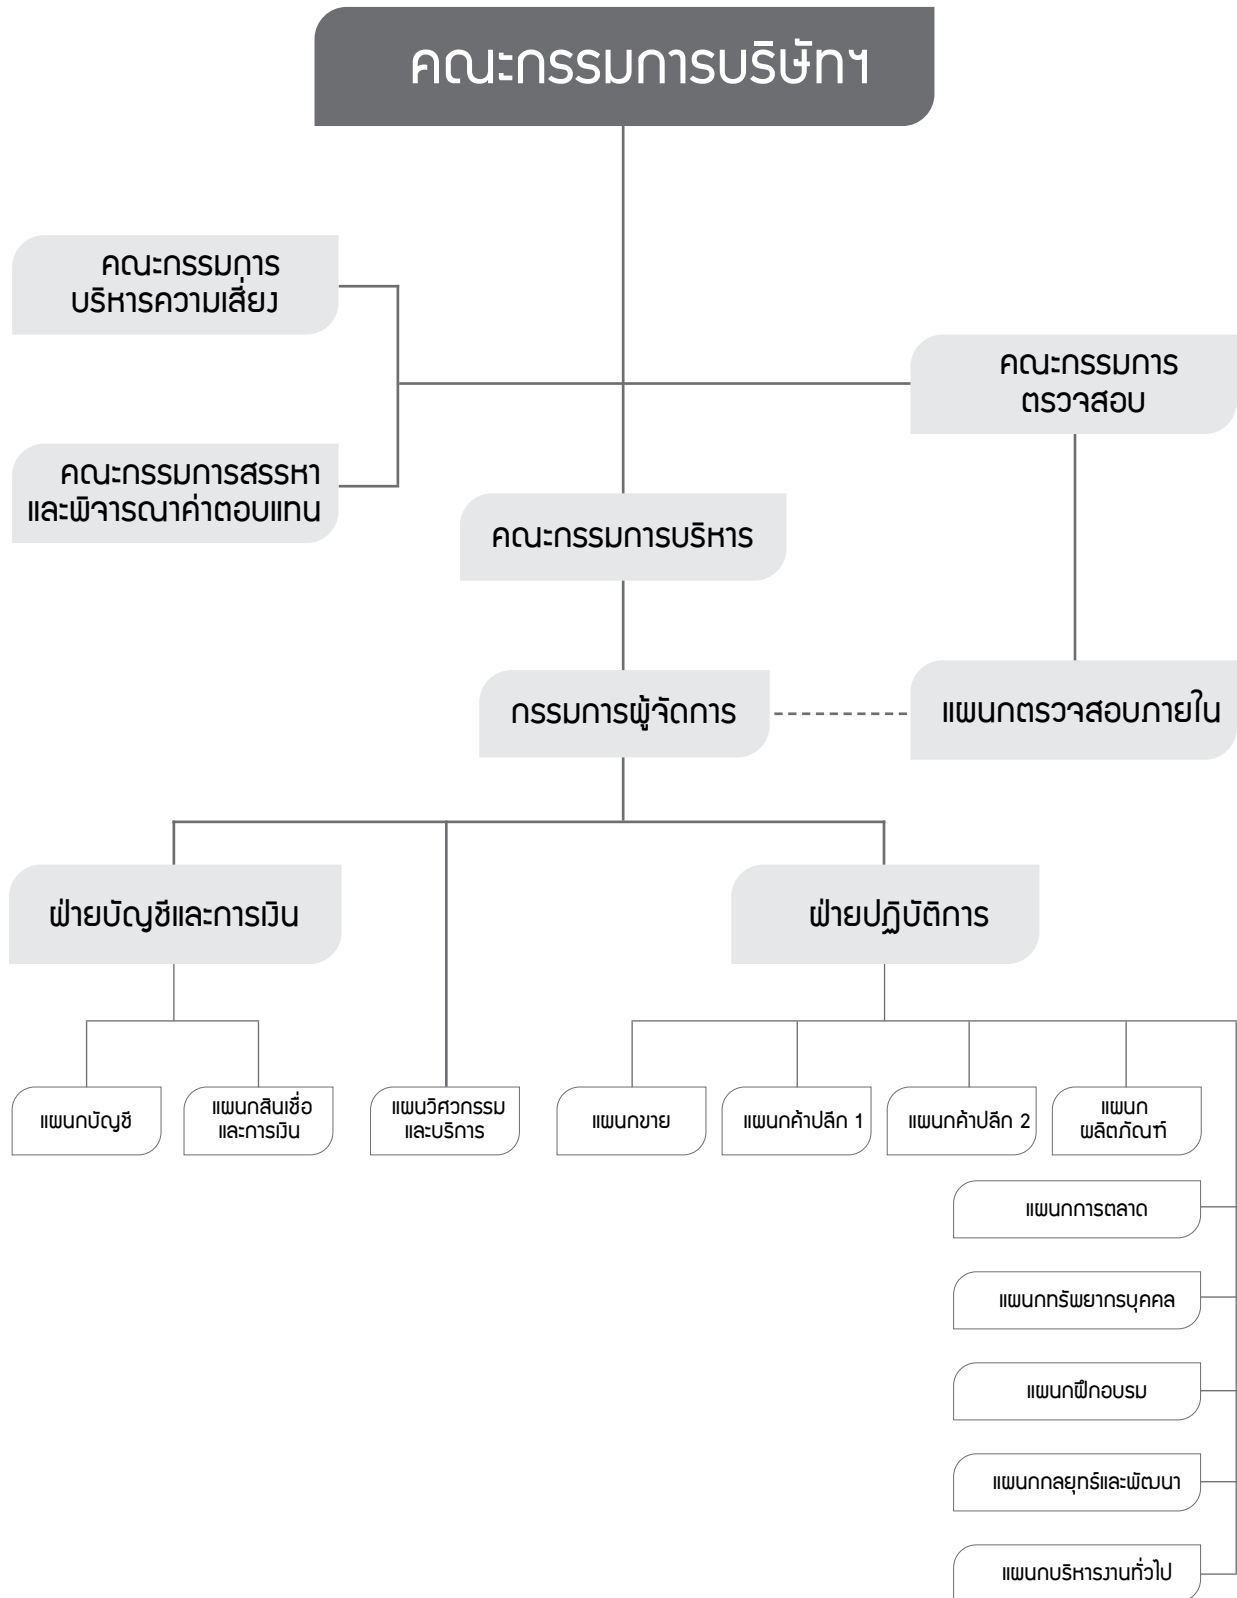 คณะกรรมการบริษัทฯ
คณะกรรมการ
บริหารความเสี่ยง
คณะกรรมการ
ตรวจสอบ
คณะกรรมการสรรหา
และพิจารณาค่าตอบแทน
คณะกรรมการบริหาร
กรรมการผู้จัดการ
แผนกตรวจสอบภายใน
ฝ่ายบัญชีและการเงิน
ฝ่ายปฏิบัติการ
แผนกบัญชี
แผนกสินเชื่อ
และการเงิน
แผนวิศวกรรม
และบริการ
แผนกขาย
แผนกค้าปลีก 1
แผนกค้าปลีก 2
แผนก
ผลิตภัณฑ์
แผนกการตลาด
แผนกทรัพยากรบุคคล
แผนกฝึกอบรม
แผนกกลยุทธ์และพัฒนา
แผนกบริหารงานทั่วไป